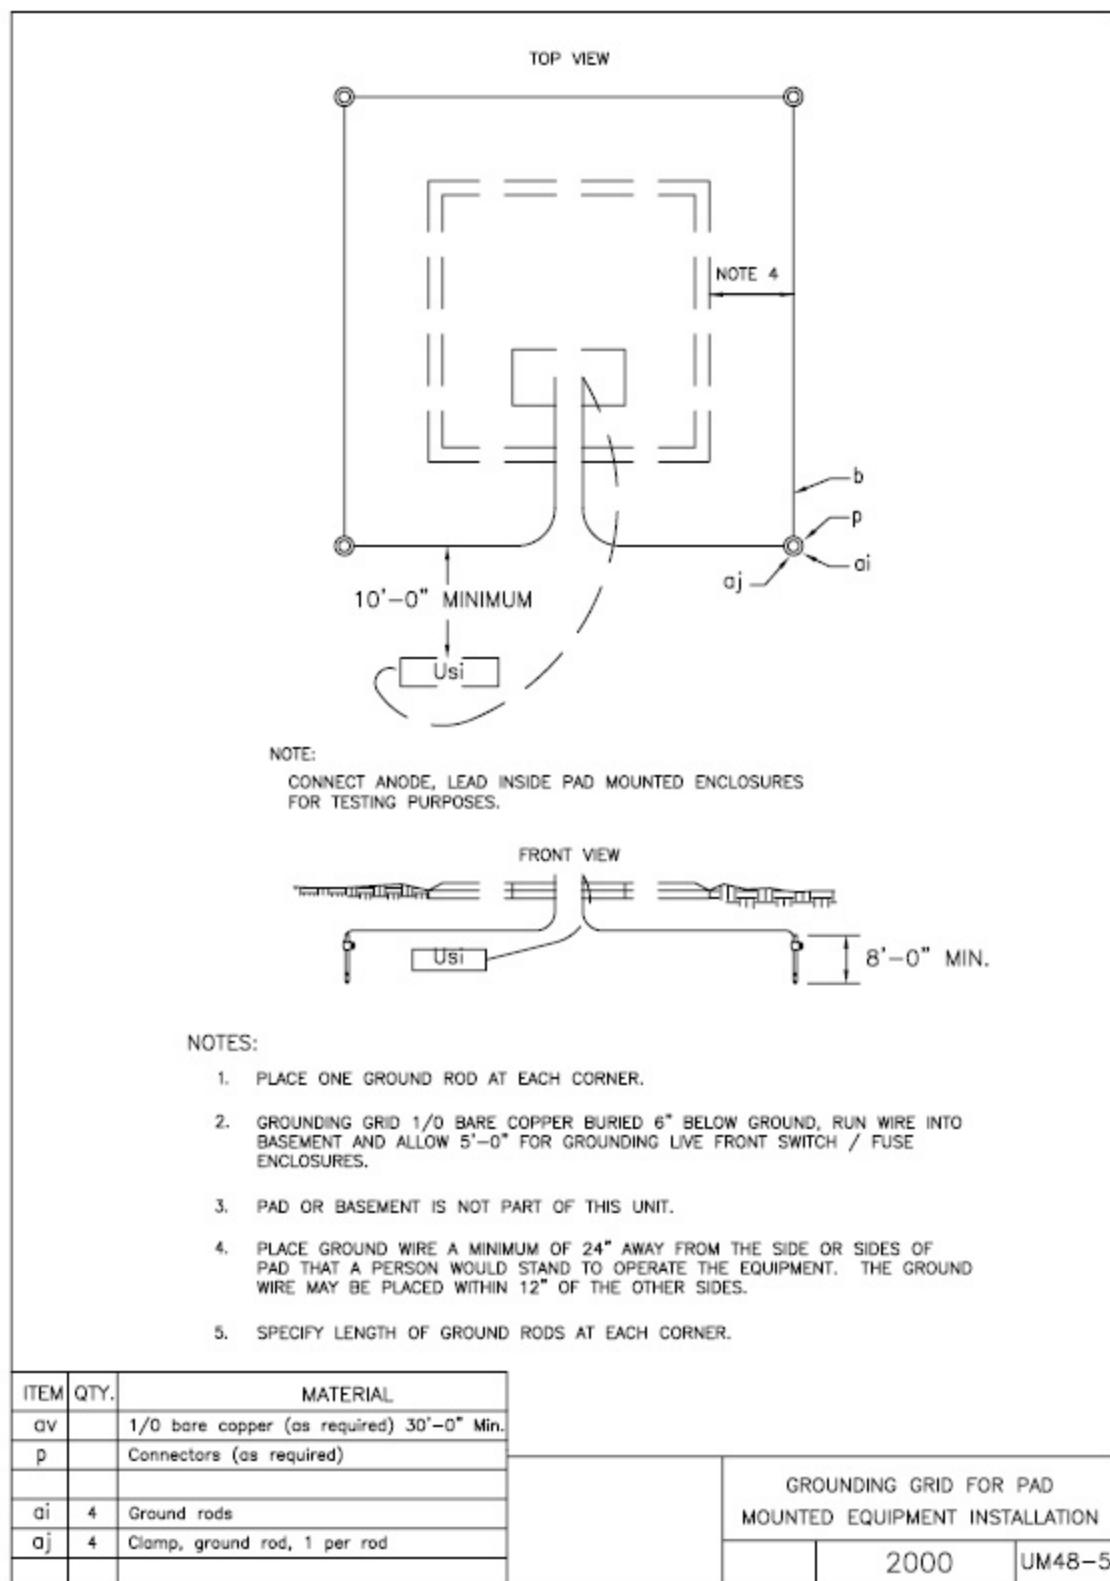 TOP VIEW
NOTE 4
b
p
ai
aj
10'-0" MINIMUM
Usi
NOTE:
CONNECT ANODE, LEAD INSIDE PAD MOUNTED ENCLOSURES
FOR TESTING PURPOSES.
FRONT VIEW
Usi
8'-0" MIN.
NOTES:
1. PLACE ONE GROUND ROD AT EACH CORNER.
2. GROUNDING GRID 1/0 BARE COPPER BURIED 6" BELOW GROUND, RUN WIRE INTO
BASEMENT AND ALLOW 5'-0" FOR GROUNDING LIVE FRONT SWITCH / FUSE
ENCLOSURES.
3. PAD OR BASEMENT IS NOT PART OF THIS UNIT.
4. PLACE GROUND WIRE A MINIMUM OF 24" AWAY FROM THE SIDE OR SIDES OF
PAD THAT A PERSON WOULD STAND TO OPERATE THE EQUIPMENT. THE GROUND
WIRE MAY BE PLACED WITHIN 12" OF THE OTHER SIDES.
5. SPECIFY LENGTH OF GROUND RODS AT EACH CORNER.
ITEM QTY. MATERIAL
av 1/0 bare copper (as required) 30'-0" Min.
p Connectors (as required)
ai 4 Ground rods
aj 4 Clamp, ground rod, 1 per rod
GROUNDING GRID FOR PAD
MOUNTED EQUIPMENT INSTALLATION
2000 UM48-5